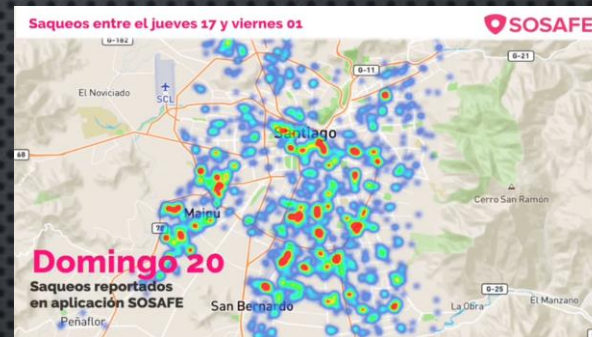 Saqueos entre el jueves 17 y viernes 01
SOSAFE
G-182
G-21
G-11
El Noviciado
SCL
Santiago
68
Cerro San Ramón
Maipú
78
Domingo 20
Saqueos reportados
en aplicación SOSAFE
G-25
San Bernardo
La Obra
El Manzano
Peñaflor